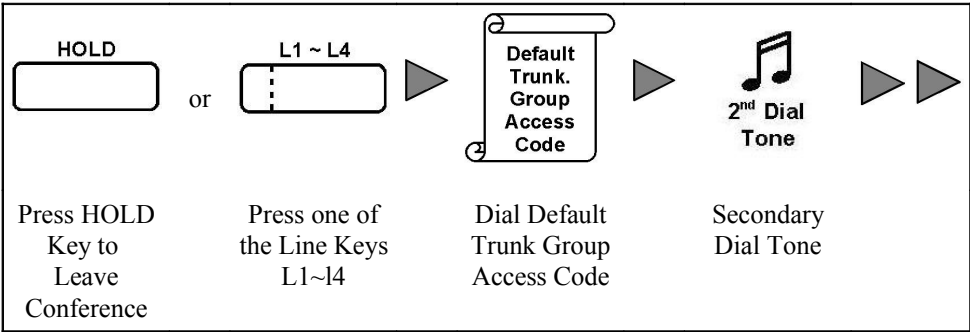 HOLD
or
L1 ~ L4
Default
Trunk.
Group
Access
Code
2nd Dial
Tone
Press HOLD
Key to
Leave
Conference
Press one of
the Line Keys
L1~l4
Dial Default
Trunk Group
Access Code
Secondary
Dial Tone